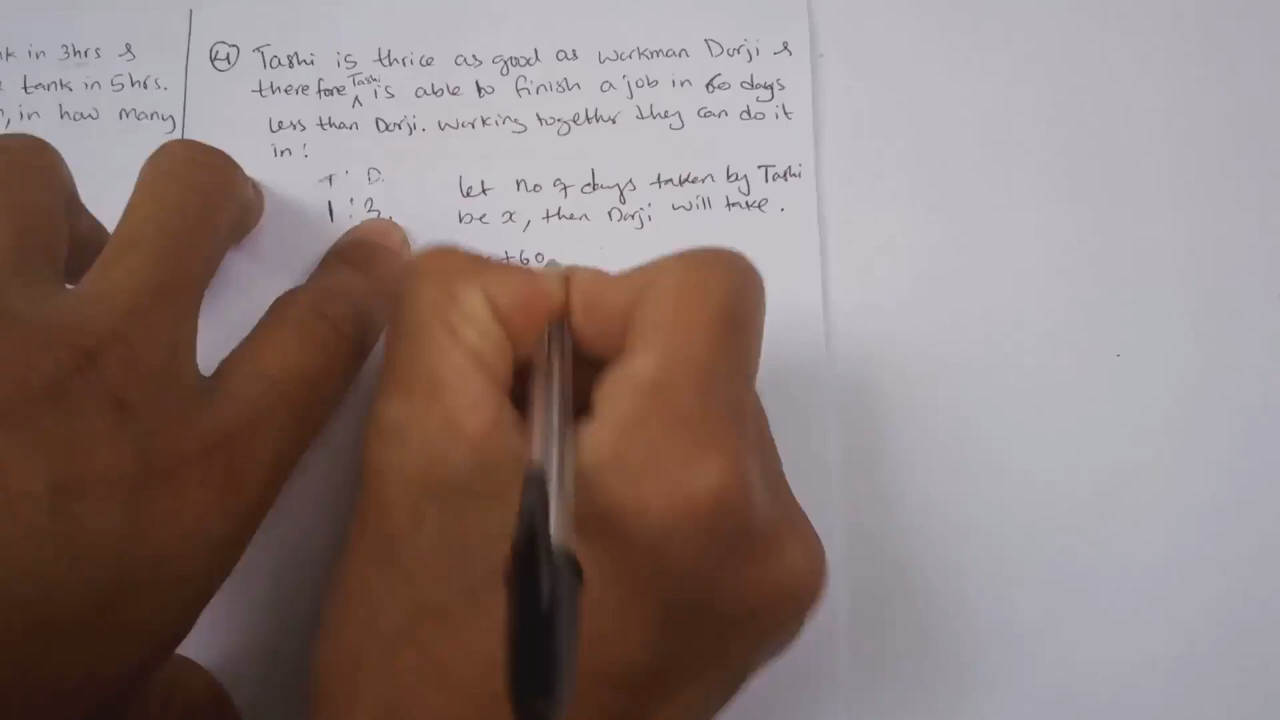 nk in 3hrs &
tank in 5hrs.
, in how many
4 Tashi is thrice as good as workman Dorji &
therefore Tashi is able to finish a job in 60 days
less than Dorji. Working together they can do it
in :
T : D.
1 : 3.
let no of days taken by Tashi
be x, then Dorji will take.
+60